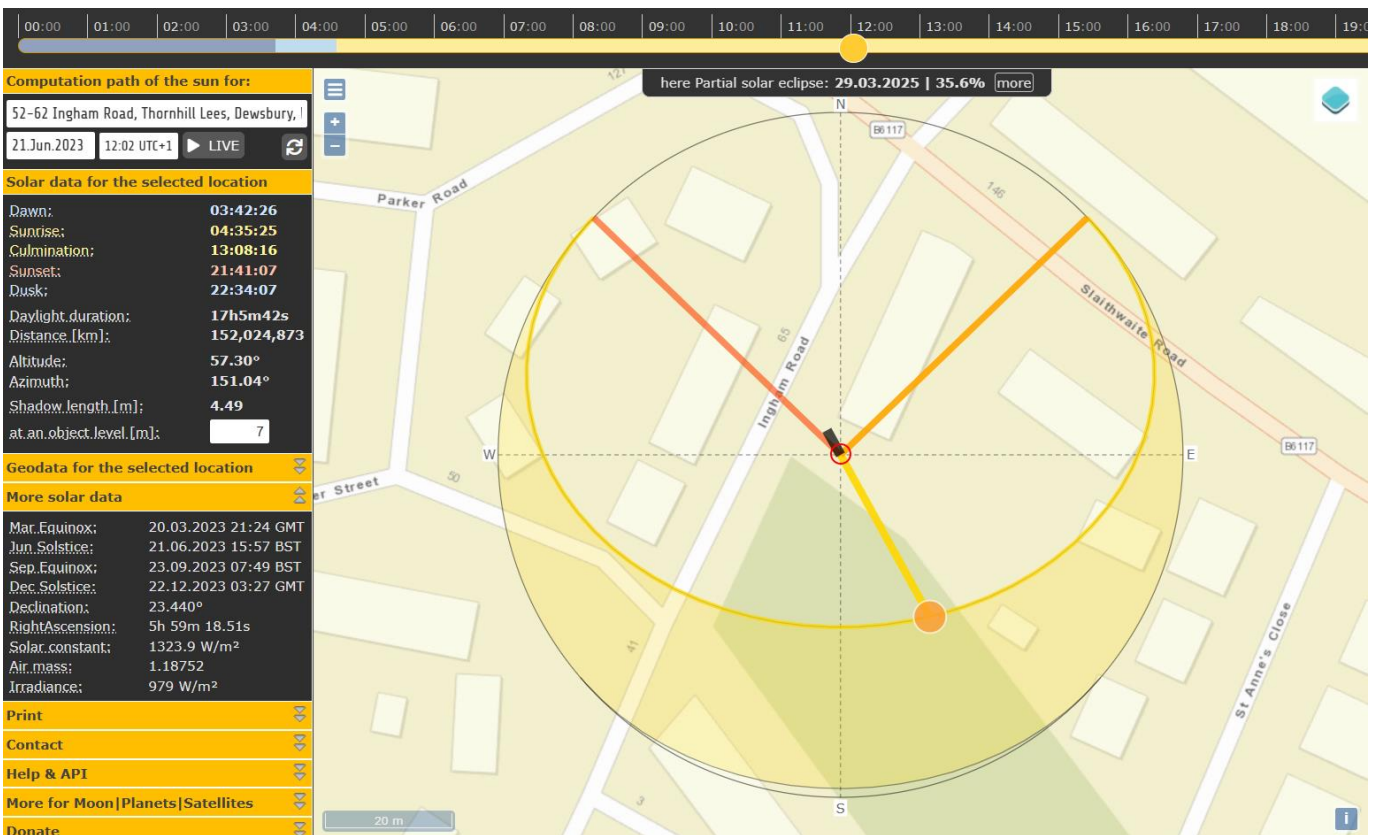 00:00 01:00 02:00 03:00 04:00 05:00 06:00 07:00 08:00 09:00 10:00 11:00 12:00 13:00 14:00 15:00 16:00 17:00 18:00 19:0
Computation path of the sun for:
52-62 Ingham Road, Thornhill Lees, Dewsbury,
21.Jun.2023 12:02 UTC+1 LIVE
Solar data for the selected location
Dawn: 03:42:26
Sunrise: 04:35:25
Culmination: 13:08:16
Sunset: 21:41:07
Dusk: 22:34:07
Daylight duration: 17h5m42s
Distance [km]: 152,024,873
Altitude: 57.30°
Azimuth: 151.04°
Shadow length [m]: 4.49
at an object level [m]: 7
Geodata for the selected location
More solar data
Mar Equinox: 20.03.2023 21:24 GMT
Jun Solstice: 21.06.2023 15:57 BST
Sep Equinox: 23.09.2023 07:49 BST
Dec Solstice: 22.12.2023 03:27 GMT
Declination: 23.440°
RightAscension: 5h 59m 18.51s
Solar constant: 1323.9 W/m²
Air mass: 1.18752
Irradiance: 979 W/m²
Print
Contact
Help & API
More for Moon|Planets|Satellites
Donate
here Partial solar eclipse: 29.03.2025 | 35.6% more
+
−
127
N
B6117
146
Parker Road
Slaithwaite Road
65
Ingham Road
W
E
B6117
50
er Street
41
St Anne's Close
3
S
20 m
i